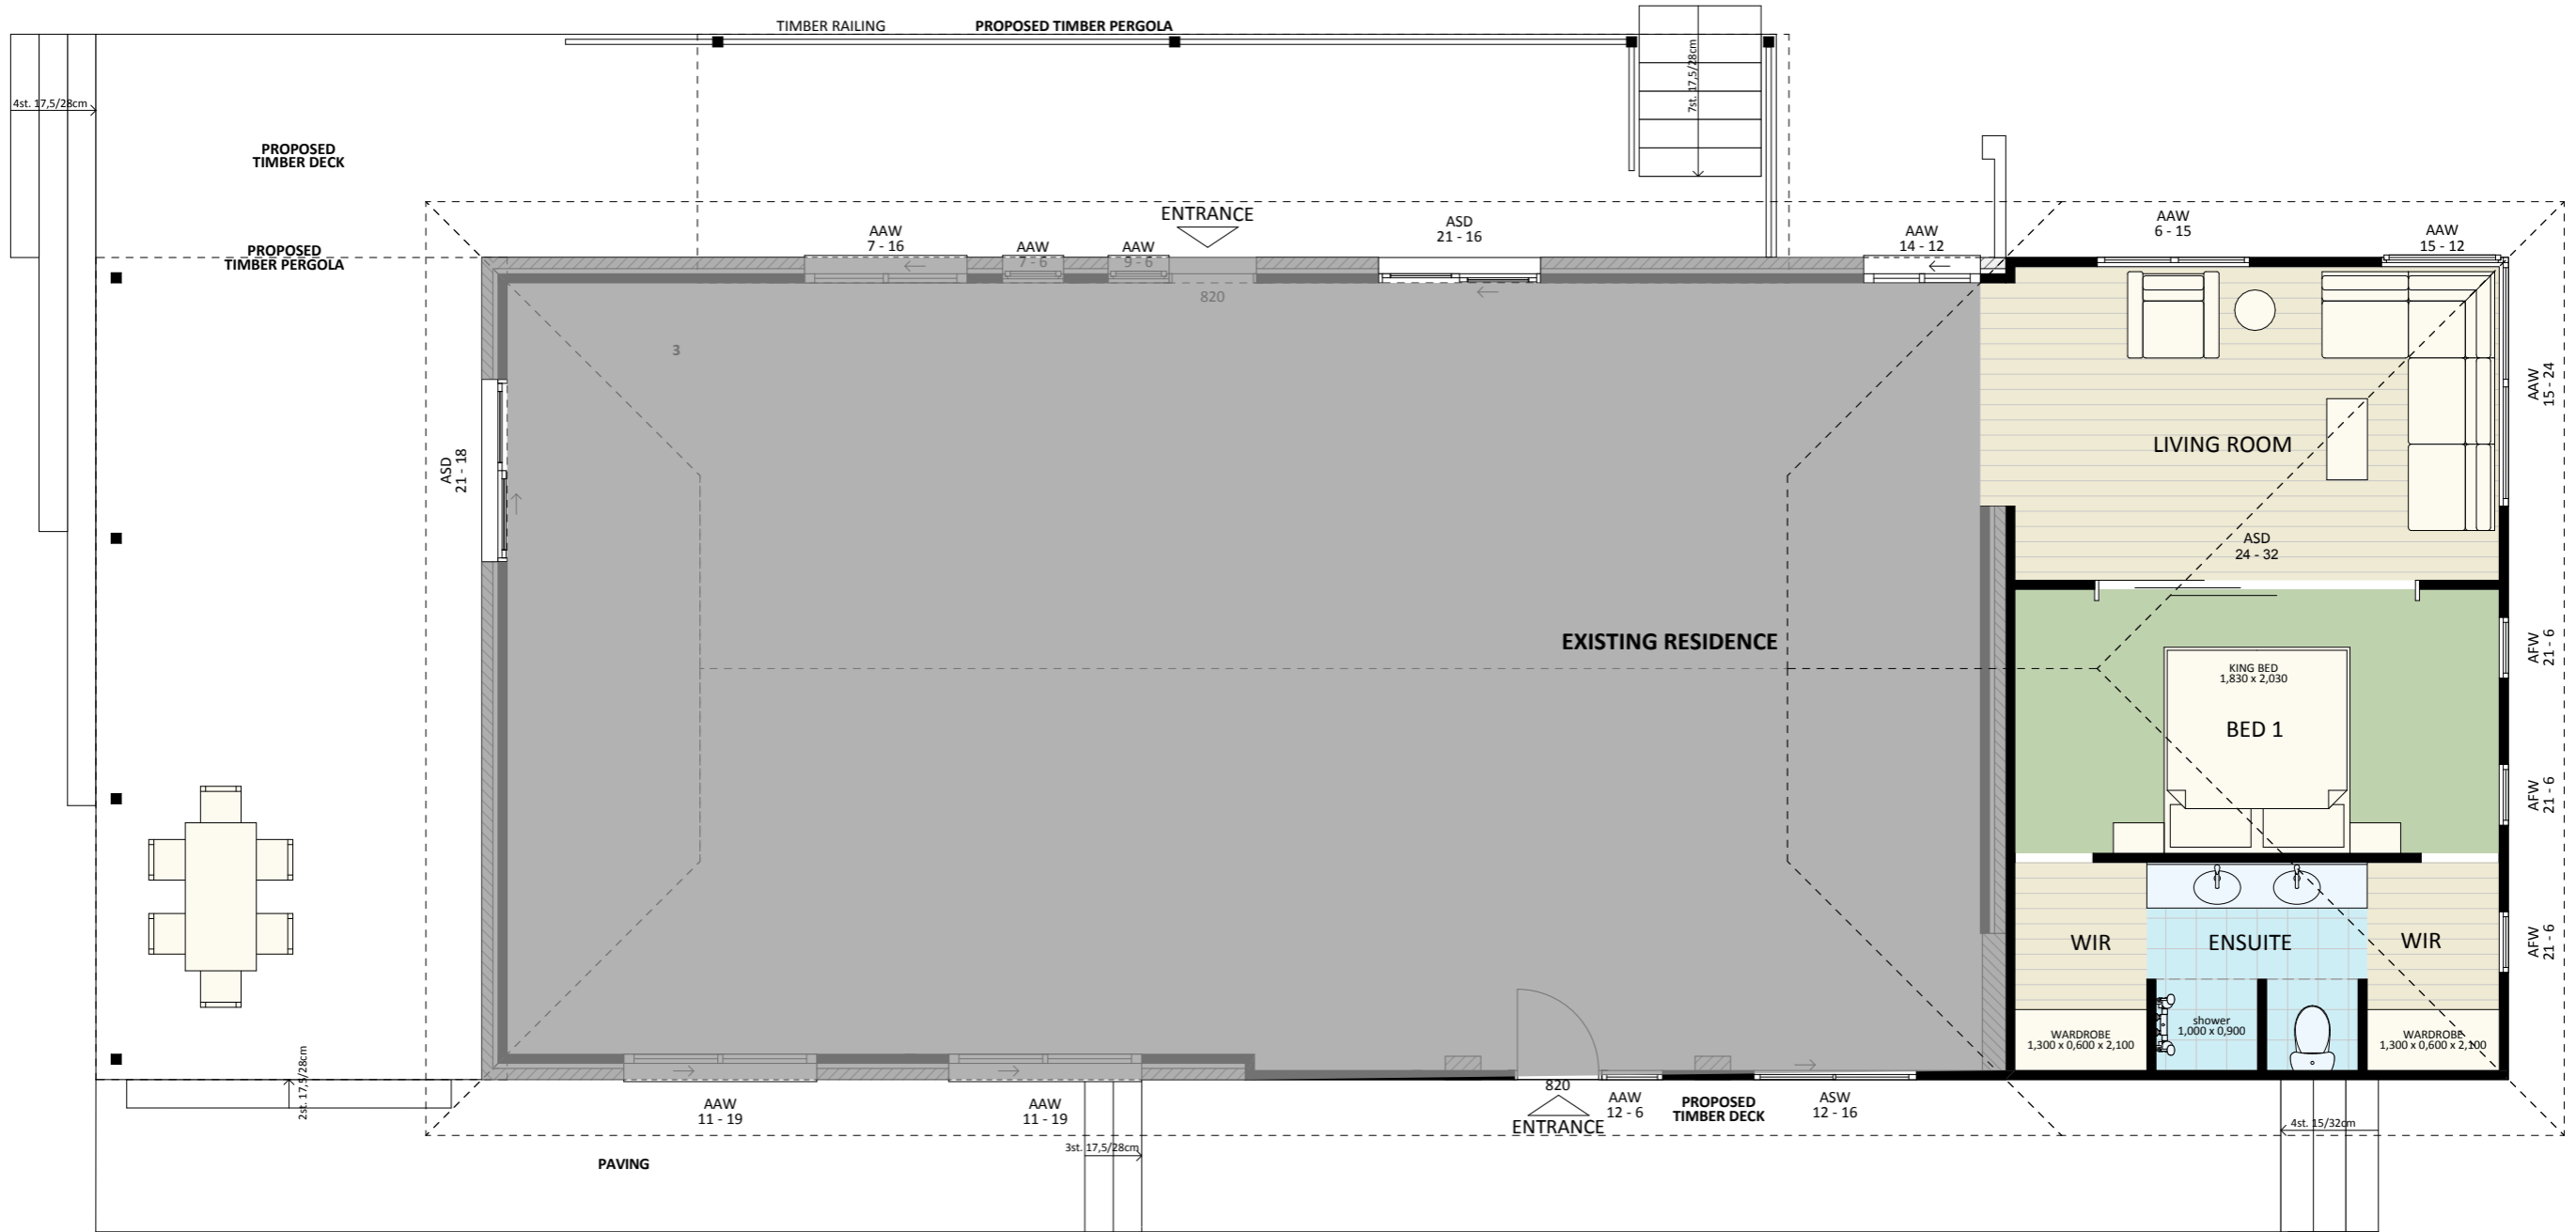 TIMBER RAILING
PROPOSED TIMBER PERGOLA
7st. 17,5/28cm
4st. 17,5/28cm
PROPOSED
TIMBER DECK
PROPOSED
TIMBER PERGOLA
AAW
7 - 16
AAW
7 - 6
AAW
9 - 6
ENTRANCE
820
ASD
21 - 16
AAW
14 - 12
AAW
6 - 15
AAW
15 - 12
3
ASD
21 - 18
AAW
15 - 24
LIVING ROOM
ASD
24 - 32
EXISTING RESIDENCE
AFW
21 - 6
KING BED
1,830 x 2,030
BED 1
AFW
21 - 6
WIR
ENSUITE
WIR
AFW
21 - 6
shower
1,000 x 0,900
WARDROBE
1,300 x 0,600 x 2,100
WARDROBE
1,300 x 0,600 x 2,100
2st. 17,5/28cm
AAW
11 - 19
AAW
11 - 19
820
ENTRANCE
AAW
12 - 6
PROPOSED
TIMBER DECK
ASW
12 - 16
4st. 15/32cm
3st. 17,5/28cm
PAVING